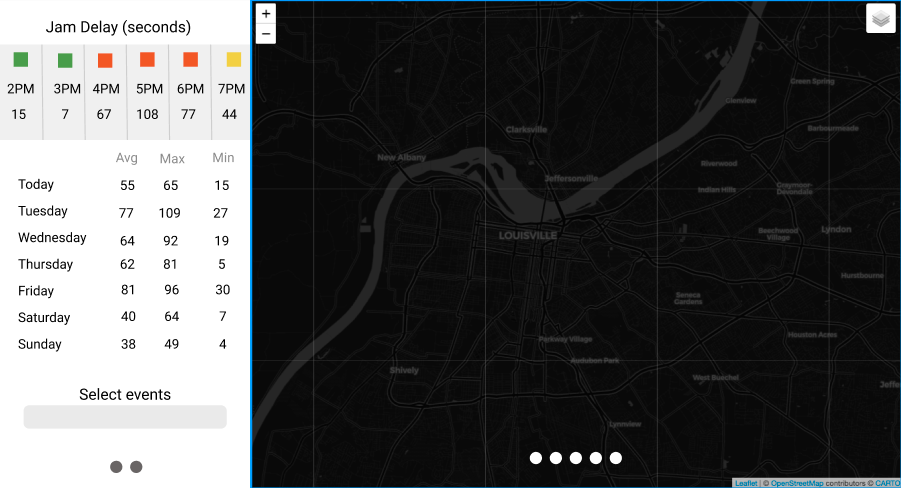 Jam Delay (seconds)
2PM 3PM 4PM 5PM 6PM 7PM
15 7 67 108 77 44
Avg Max Min
Today 55 65 15
Tuesday 77 109 27
Wednesday 64 92 19
Thursday 62 81 5
Friday 81 96 30
Saturday 40 64 7
Sunday 38 49 4
Select events
+
−
Green Spring
Glenview
Clarksville
Barbourmeade
New Albany
Riverwood
Jeffersonville
Indian Hills
Graymoor-
Devondale
LOUISVILLE
Beechwood
Village
Lyndon
Hurstbourne
Seneca
Gardens
Houston Acres
Parkway Village
Audubon Park
Shively
West Buechel
Jeffe
Lynnview
Leaflet | © OpenStreetMap contributors © CARTO